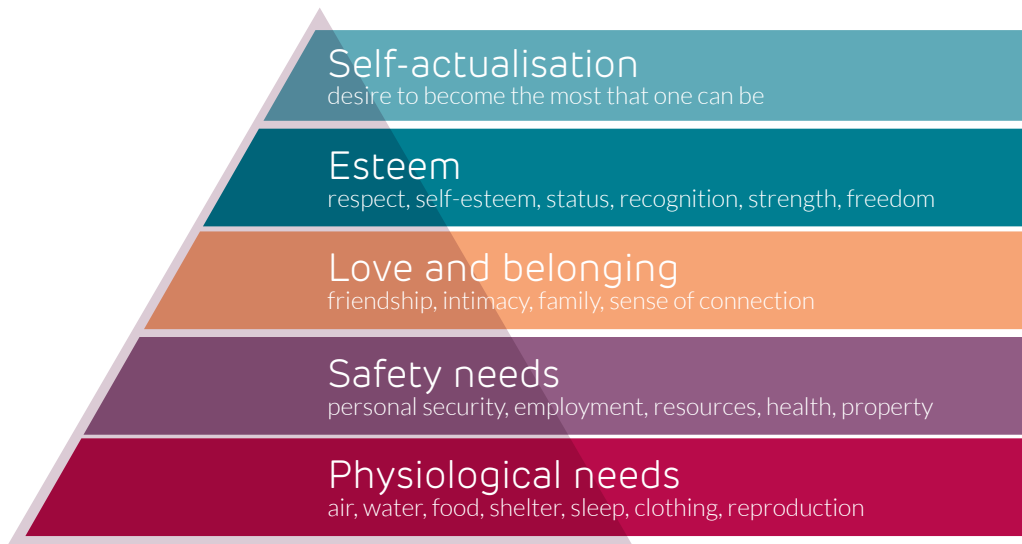 Self-actualisation
desire to become the most that one can be
Esteem
respect, self-esteem, status, recognition, strength, freedom
Love and belonging
friendship, intimacy, family, sense of connection
Safety needs
personal security, employment, resources, health, property
Physiological needs
air, water, food, shelter, sleep, clothing, reproduction